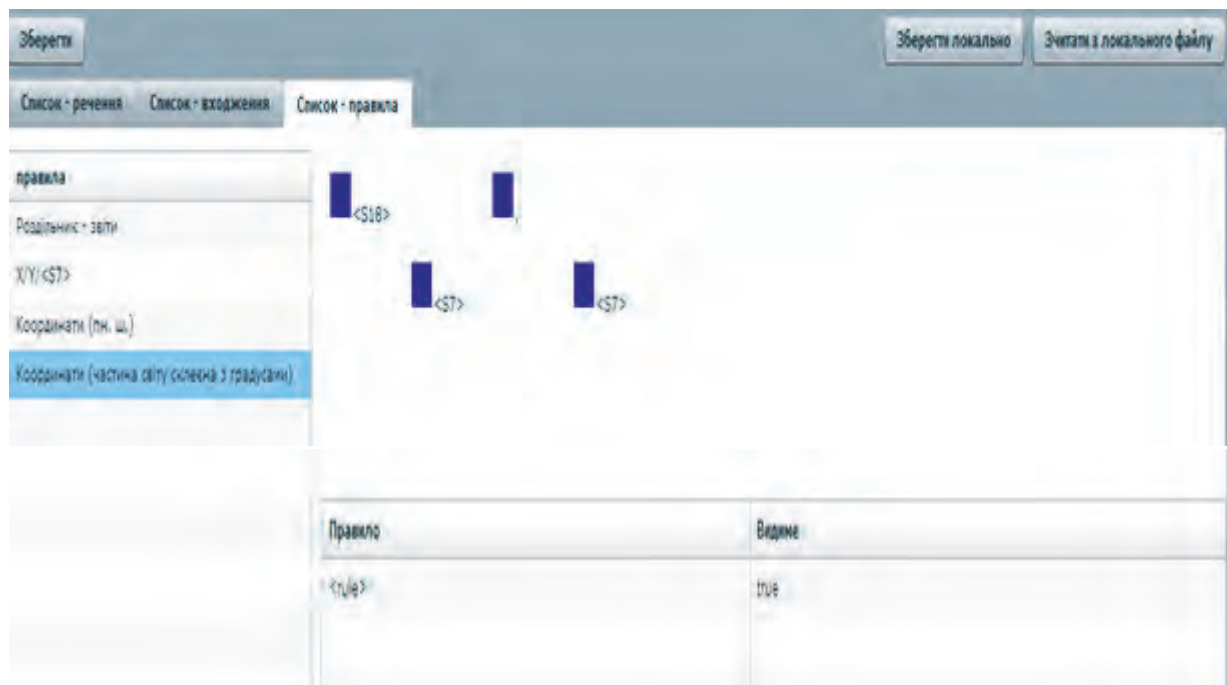 Зберегти Зберегти локально Зчитати з локального файлу
Список - речення Список - входження Список - правила
правила
Роздільник - звіти
X/Y/<S7>
Координати (пн. ш.)
Координати (частина світу склеєна з градусами)
<S18> ,
<S7> <S7>
Правило Видиме
<rule> true